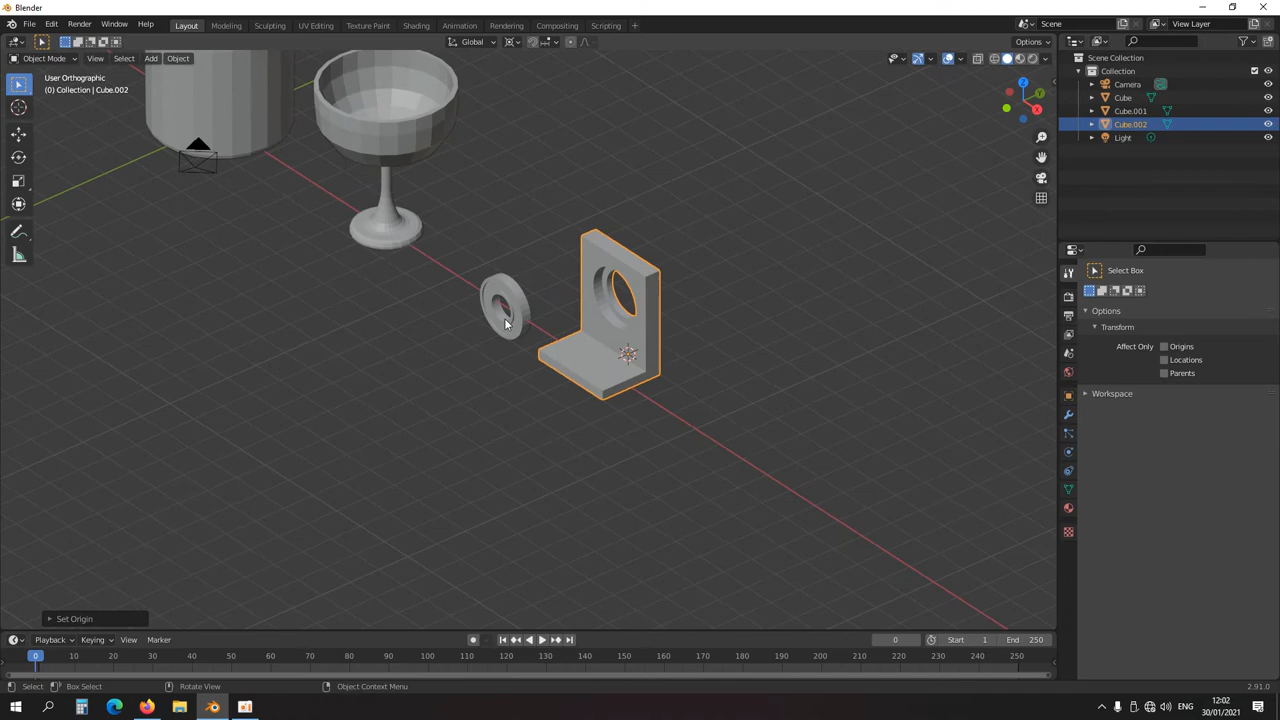 Blender
File Edit Render Window Help Layout Modeling Sculpting UV Editing Texture Paint Shading Animation Rendering Compositing Scripting + Scene View Layer
Global Options
Object Mode View Select Add Object
User Orthographic
(0) Collection | Cube.002
Z
Y
X
Scene Collection
Collection
Camera
Cube
Cube.001
Cube.002
Light
Select Box
Options
Transform
Affect Only Origins
Locations
Parents
Workspace
Set Origin
Playback Keying View Marker 0 Start 1 End 250
0 10 20 30 40 50 60 70 80 90 100 110 120 130 140 150 160 170 180 190 200 210 220 230 240 250
Select Box Select Rotate View Object Context Menu 2.91.0
ENG 12:02
30/01/2021